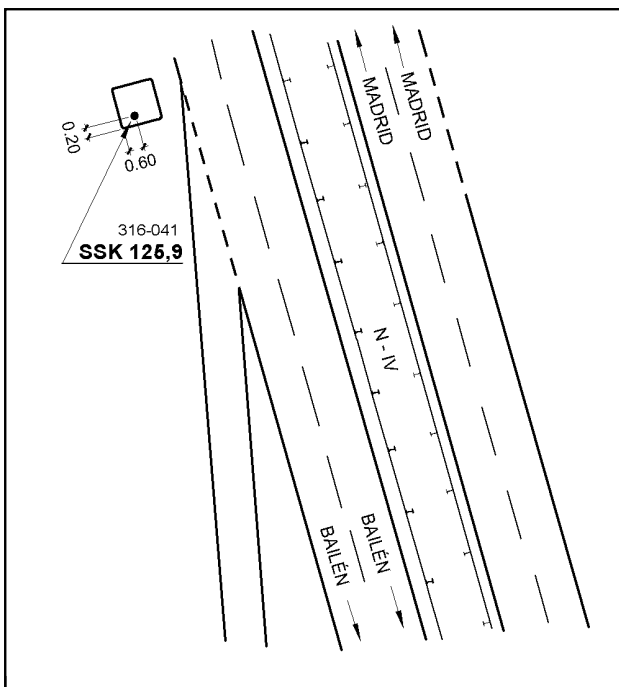 MADRID
MADRID
0.20
0.60
316-041
SSK 125,9
N - IV
BAILÉN
BAILÉN